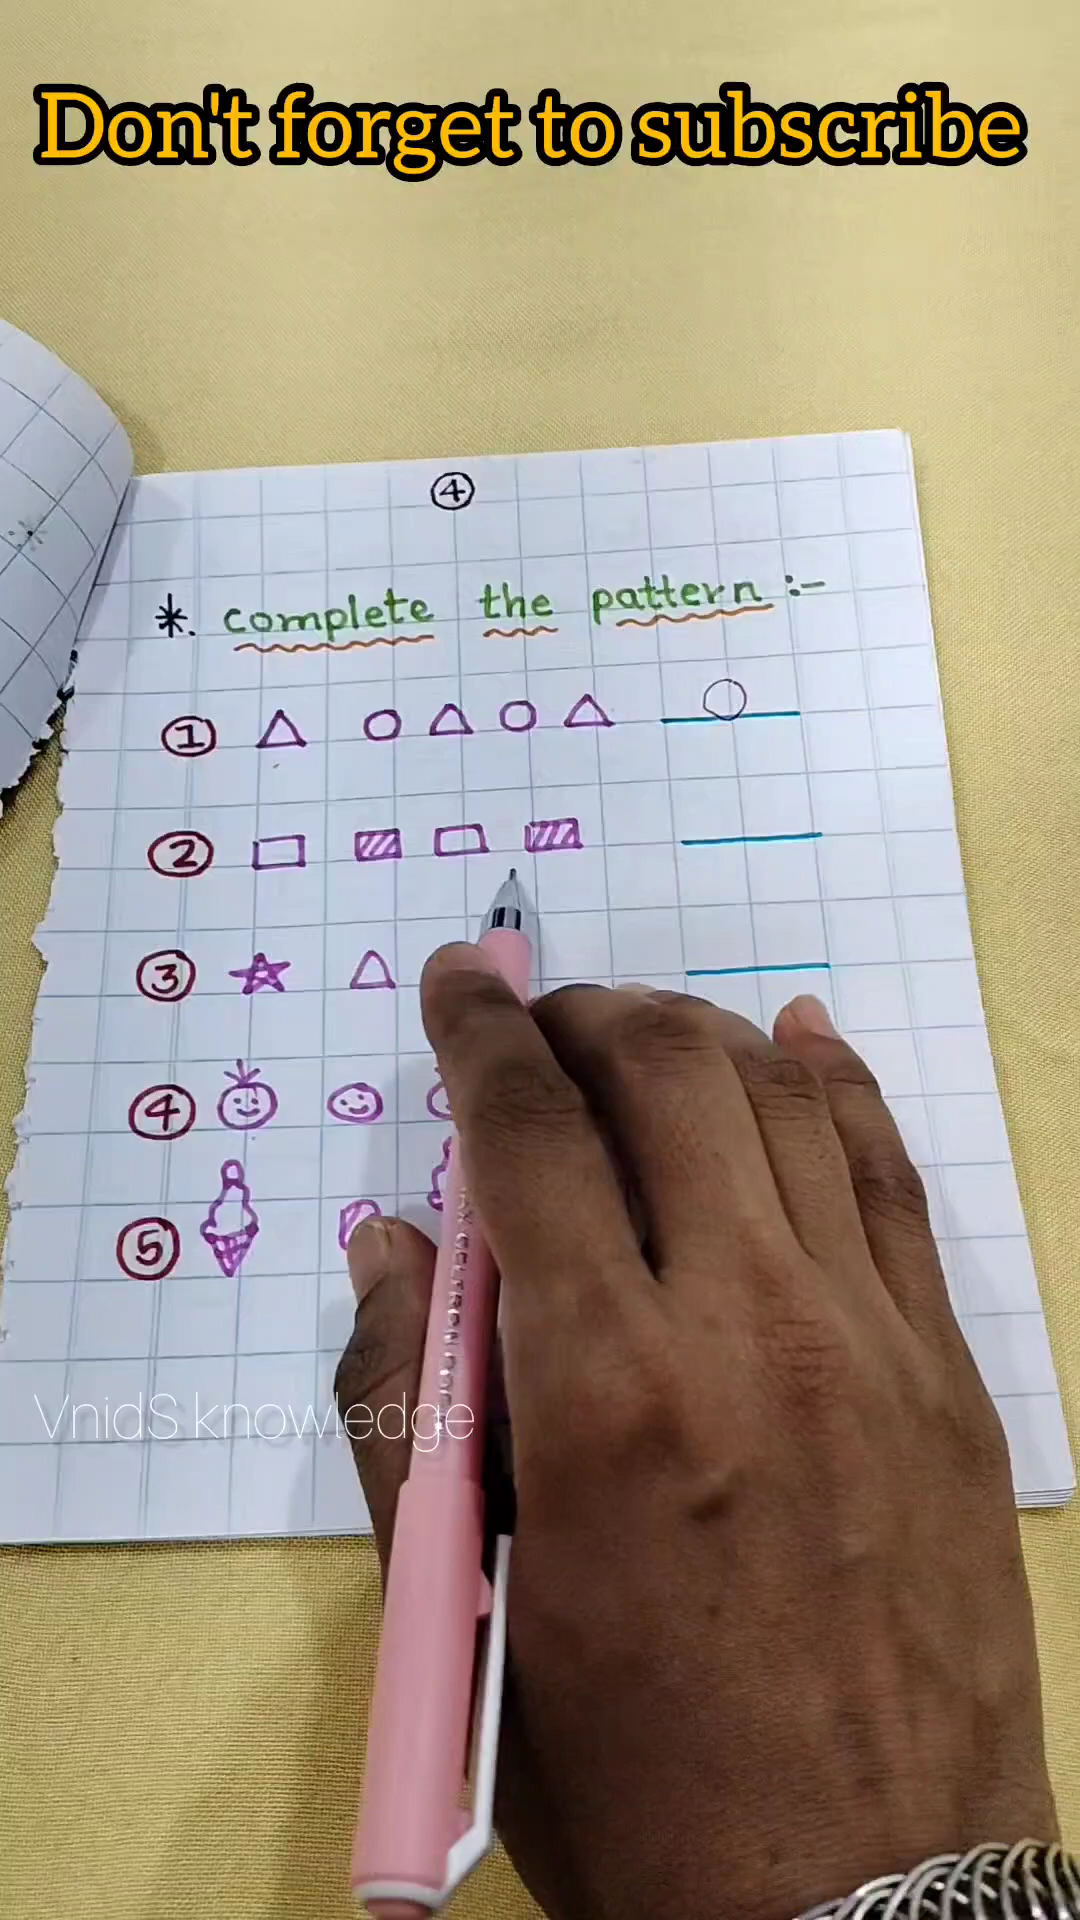 Don't forget to subscribe
4
*. complete the pattern :-
1
2
3
4
5
VnidS knowledge